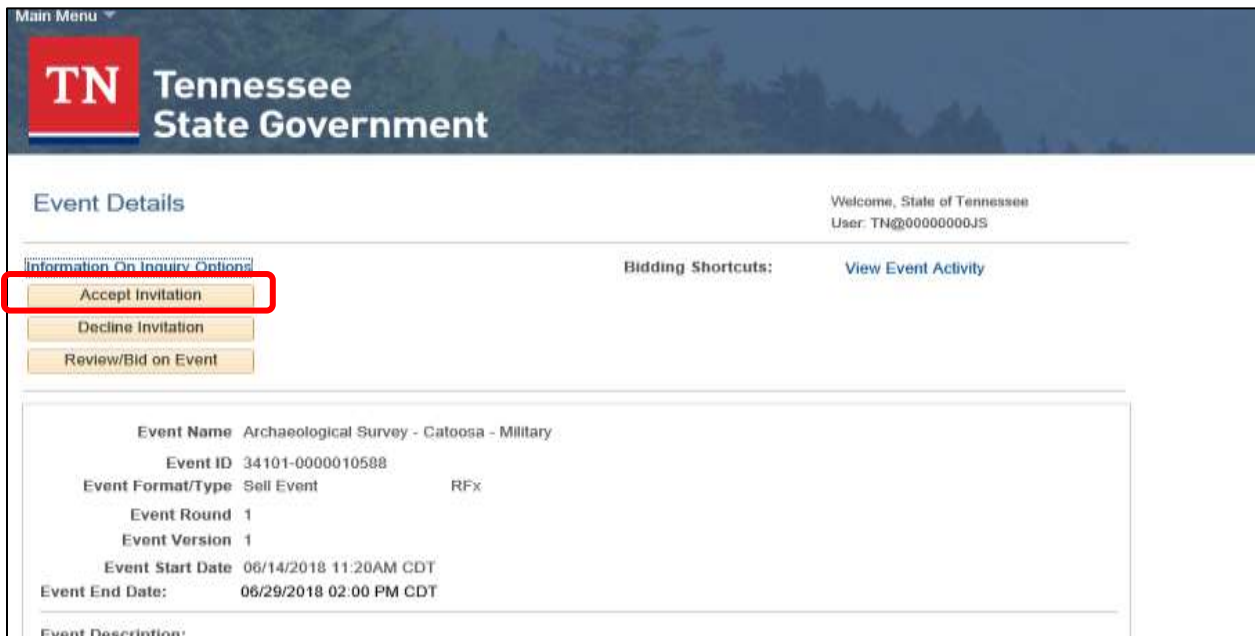 Main Menu
TN Tennessee
State Government
Event Details
Welcome, State of Tennessee
User: TN@00000000JS
Information On Inquiry Options
Bidding Shortcuts: View Event Activity
Accept Invitation
Decline Invitation
Review/Bid on Event
Event Name Archaeological Survey - Catoosa - Military
Event ID 34101-0000010588
Event Format/Type Sell Event RFx
Event Round 1
Event Version 1
Event Start Date 06/14/2018 11:20AM CDT
Event End Date: 06/29/2018 02:00 PM CDT
Event Description: